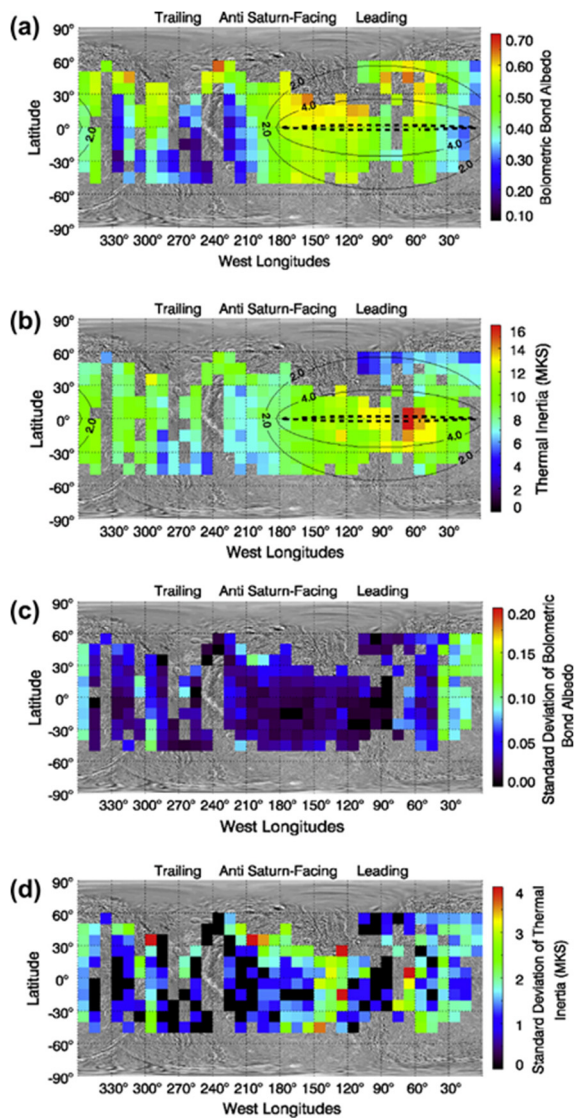 (a)
Trailing Anti Saturn-Facing Leading
90°
60°
30°
0°
-30°
-60°
-90°
Latitude
2.0
2.0
2.0
4.0
4.0
2.0
330° 300° 270° 240° 210° 180° 150° 120° 90° 60° 30°
West Longitudes
0.70
0.60
0.50
0.40
0.30
0.20
0.10
Bolometric Bond Albedo
(b)
Trailing Anti Saturn-Facing Leading
90°
60°
30°
0°
-30°
-60°
-90°
Latitude
2.0
2.0
2.0
4.0
4.0
2.0
330° 300° 270° 240° 210° 180° 150° 120° 90° 60° 30°
West Longitudes
16
14
12
10
8
6
4
2
0
Thermal Inertia (MKS)
(c)
Trailing Anti Saturn-Facing Leading
90°
60°
30°
0°
-30°
-60°
-90°
Latitude
330° 300° 270° 240° 210° 180° 150° 120° 90° 60° 30°
West Longitudes
0.20
0.15
0.10
0.05
0.00
Standard Deviation of Bolometric
Bond Albedo
(d)
Trailing Anti Saturn-Facing Leading
90°
60°
30°
0°
-30°
-60°
-90°
Latitude
330° 300° 270° 240° 210° 180° 150° 120° 90° 60° 30°
West Longitudes
4
3
2
1
0
Standard Deviation of Thermal
Inertia (MKS)